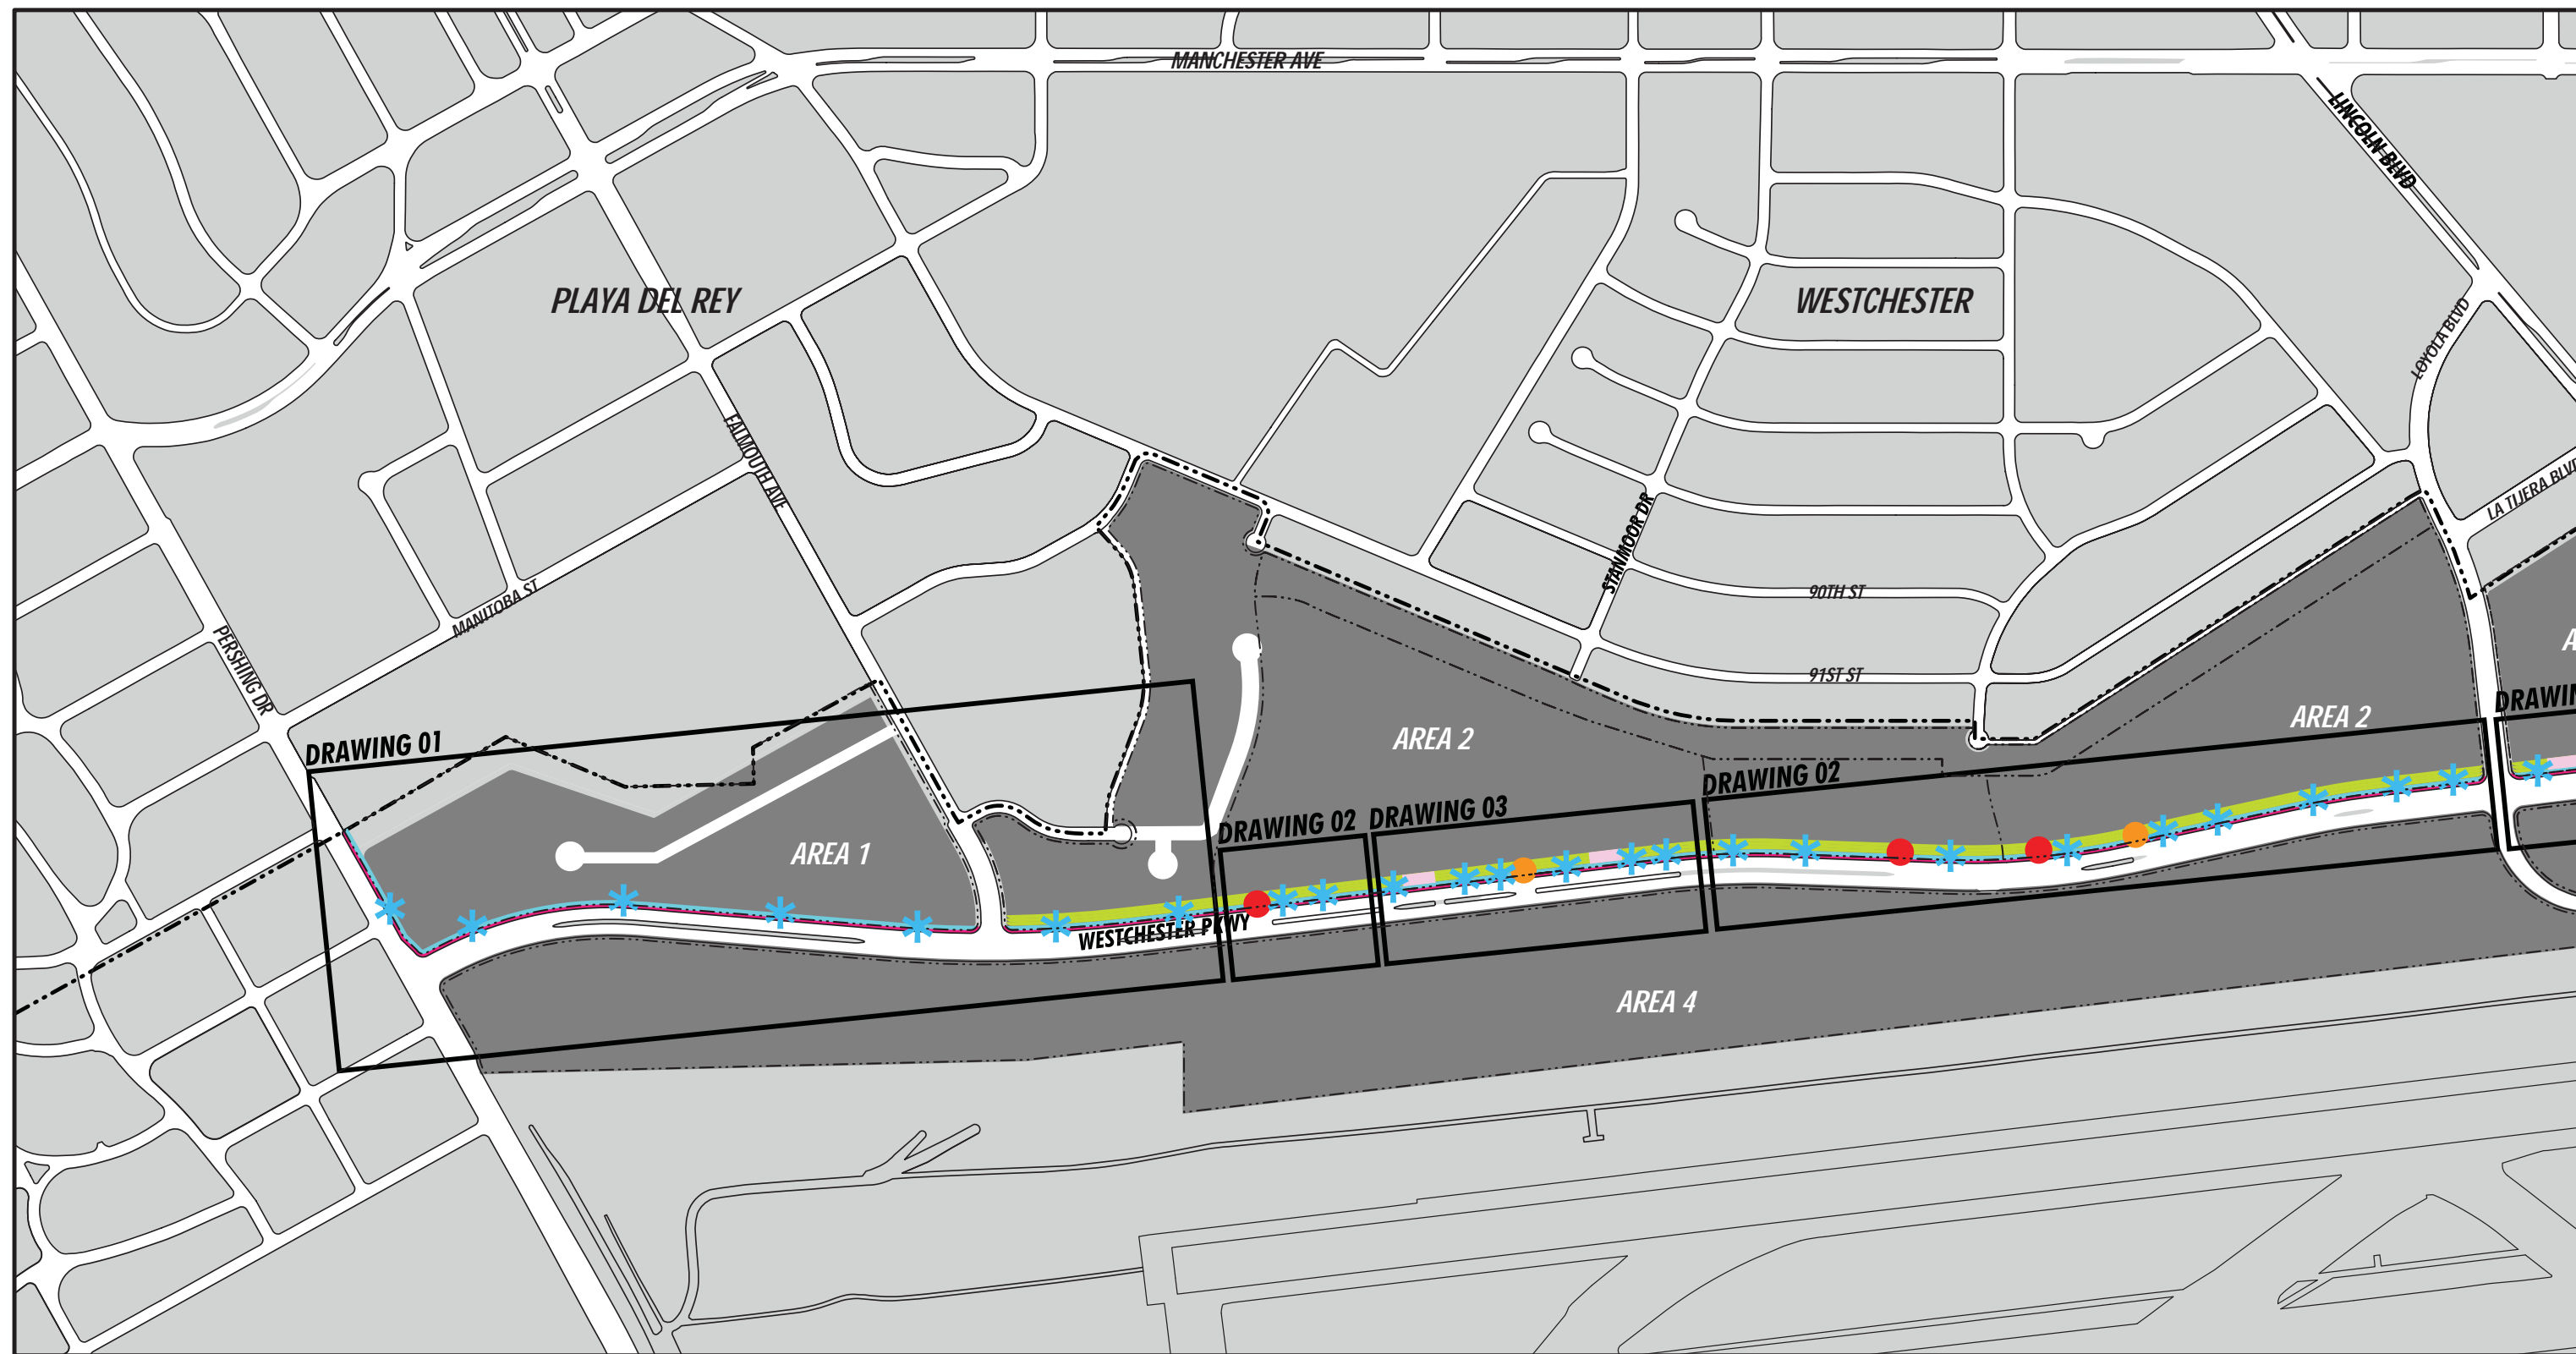 MANCHESTER AVE
LINCOLN BLVD
PLAYA DEL REY
WESTCHESTER
LOYOLA BLVD
FALMOUTH AVE
LA TIJERA BLVD
STANMOOR DR
MANITOBA ST
90TH ST
PERSHING DR
91ST ST
AREA 2
AREA 2
DRAWING 01
DRAWING 02
DRAWING 02
DRAWING 03
AREA 1
WESTCHESTER PKWY
AREA 4